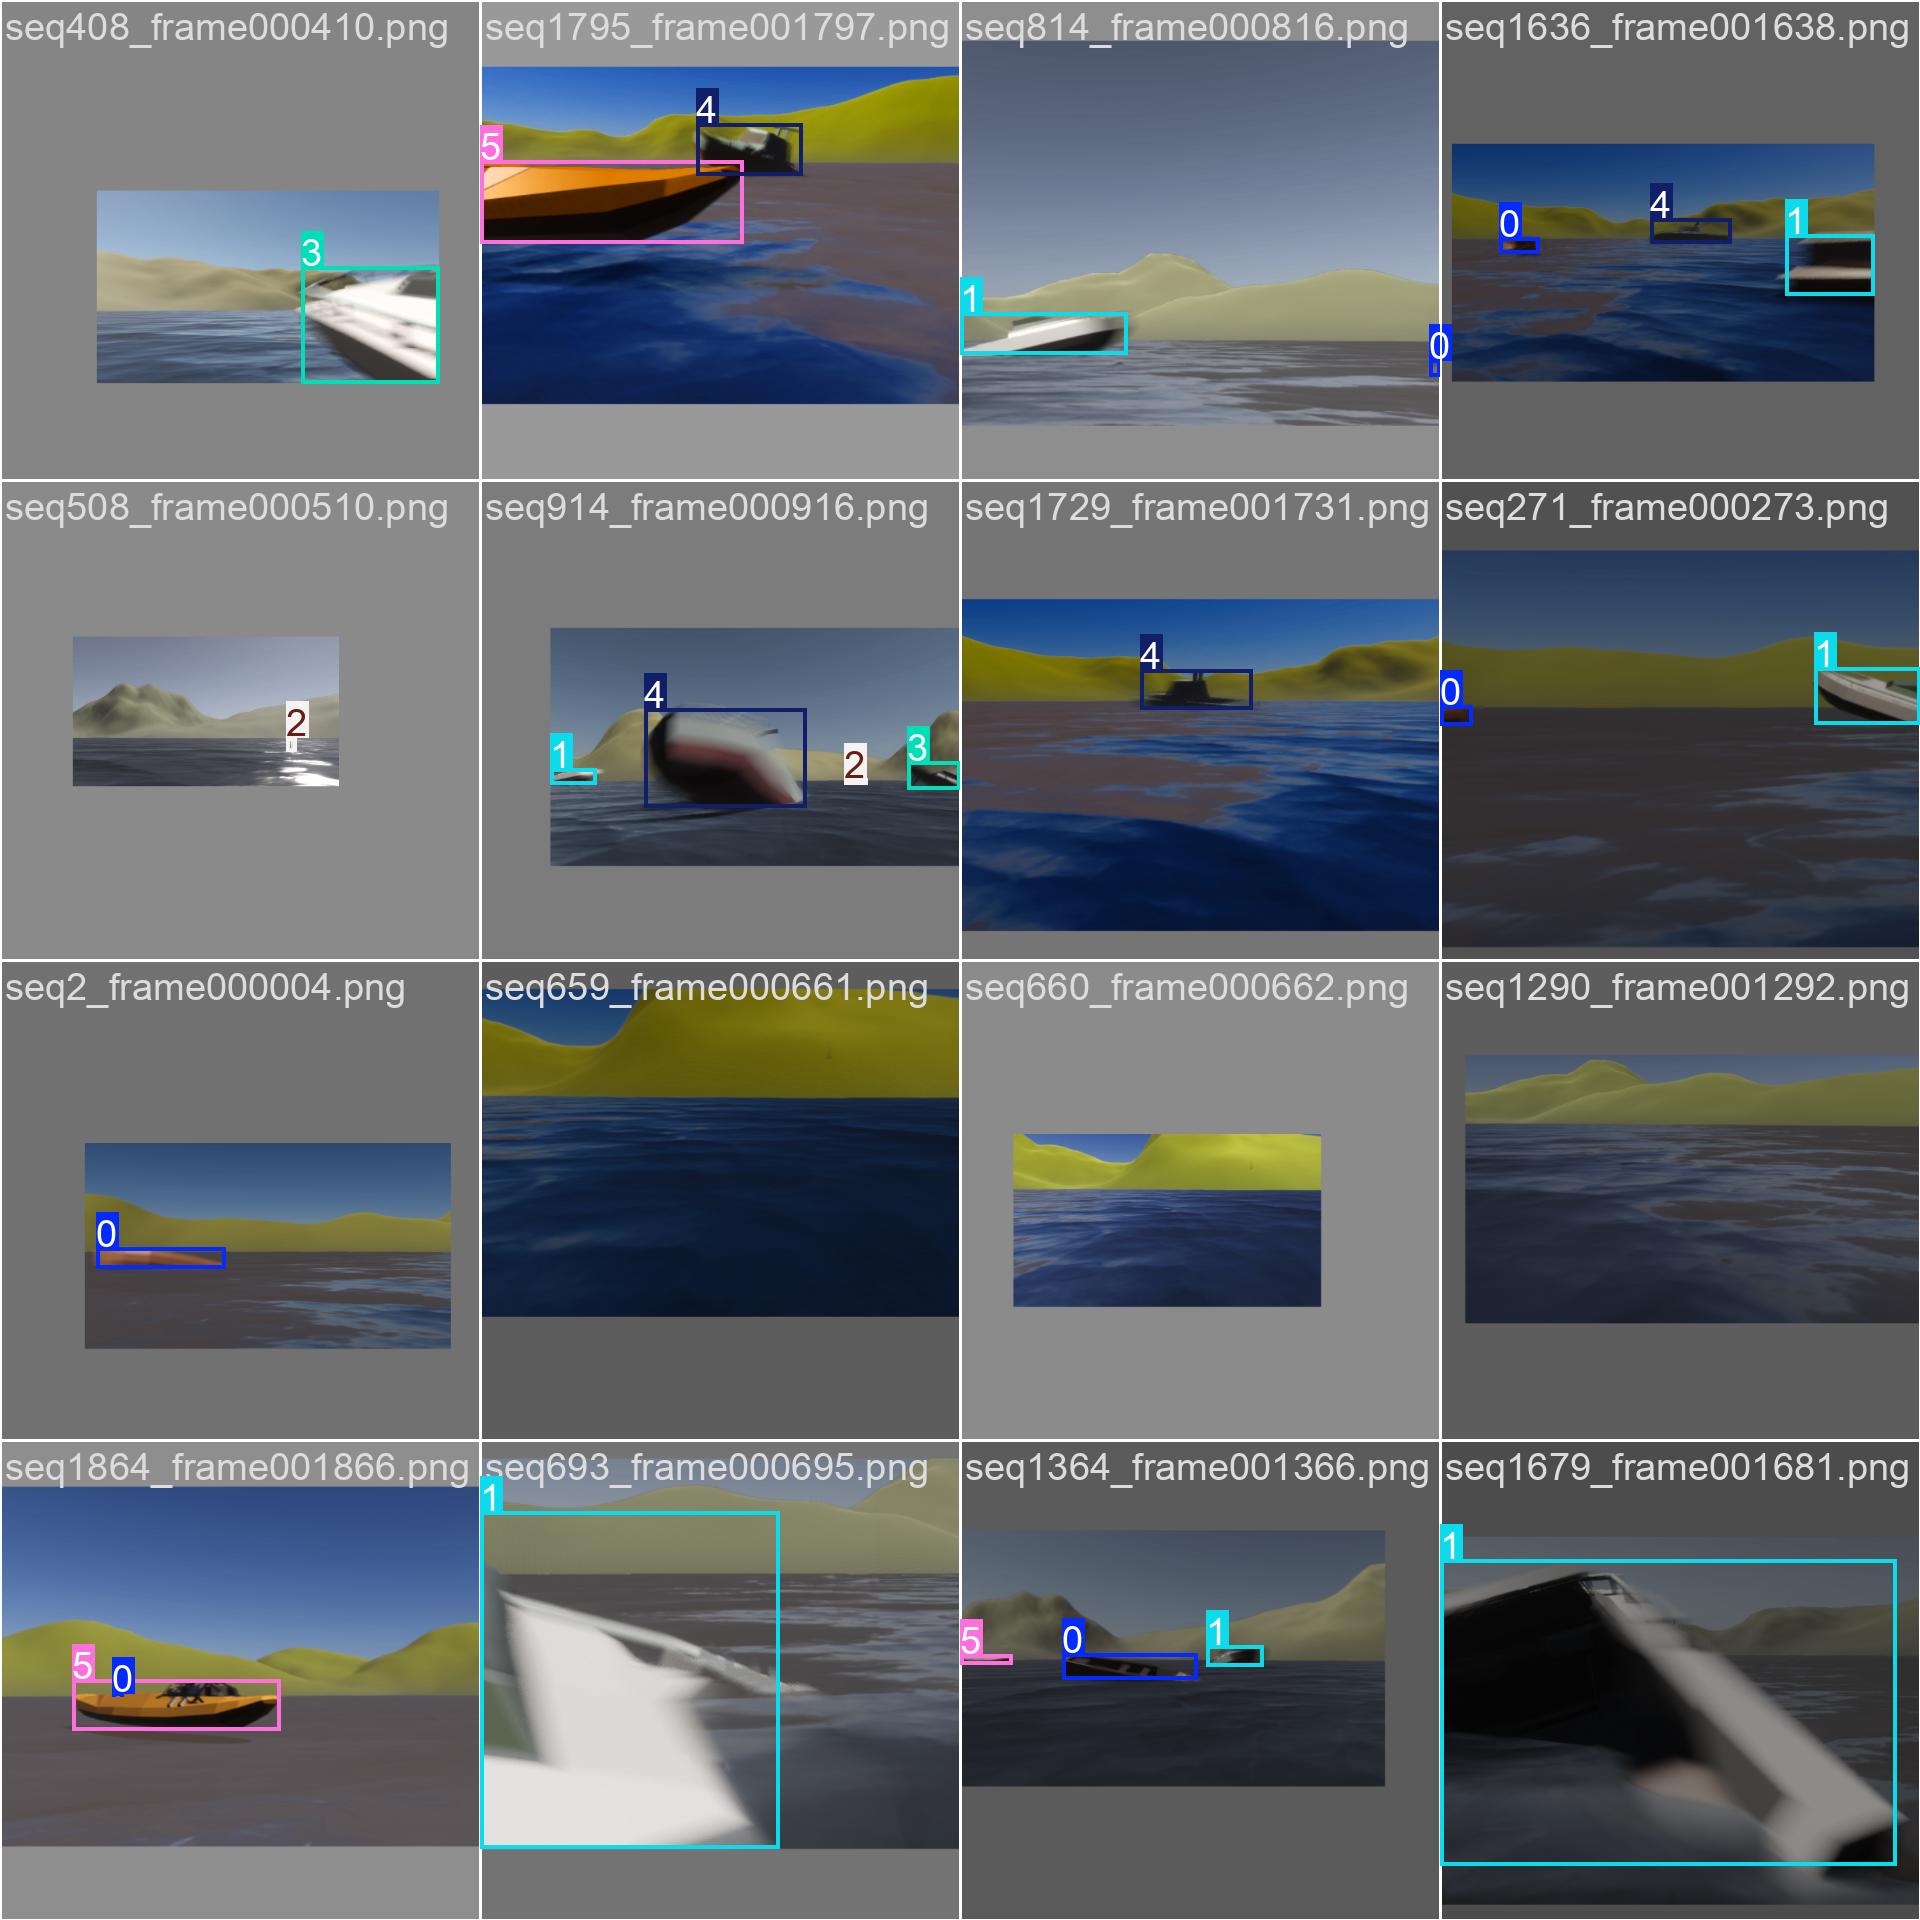 seq408_frame000410.png
3
seq1795_frame001797.png
4
5
seq814_frame000816.png
1
0
seq1636_frame001638.png
4
0
1
seq508_frame000510.png
2
seq914_frame000916.png
4
1
2
3
seq1729_frame001731.png
4
seq271_frame000273.png
1
0
seq2_frame000004.png
0
seq659_frame000661.png
seq660_frame000662.png
seq1290_frame001292.png
seq1864_frame001866.png
5
0
seq693_frame000695.png
1
seq1364_frame001366.png
5
0
1
seq1679_frame001681.png
1